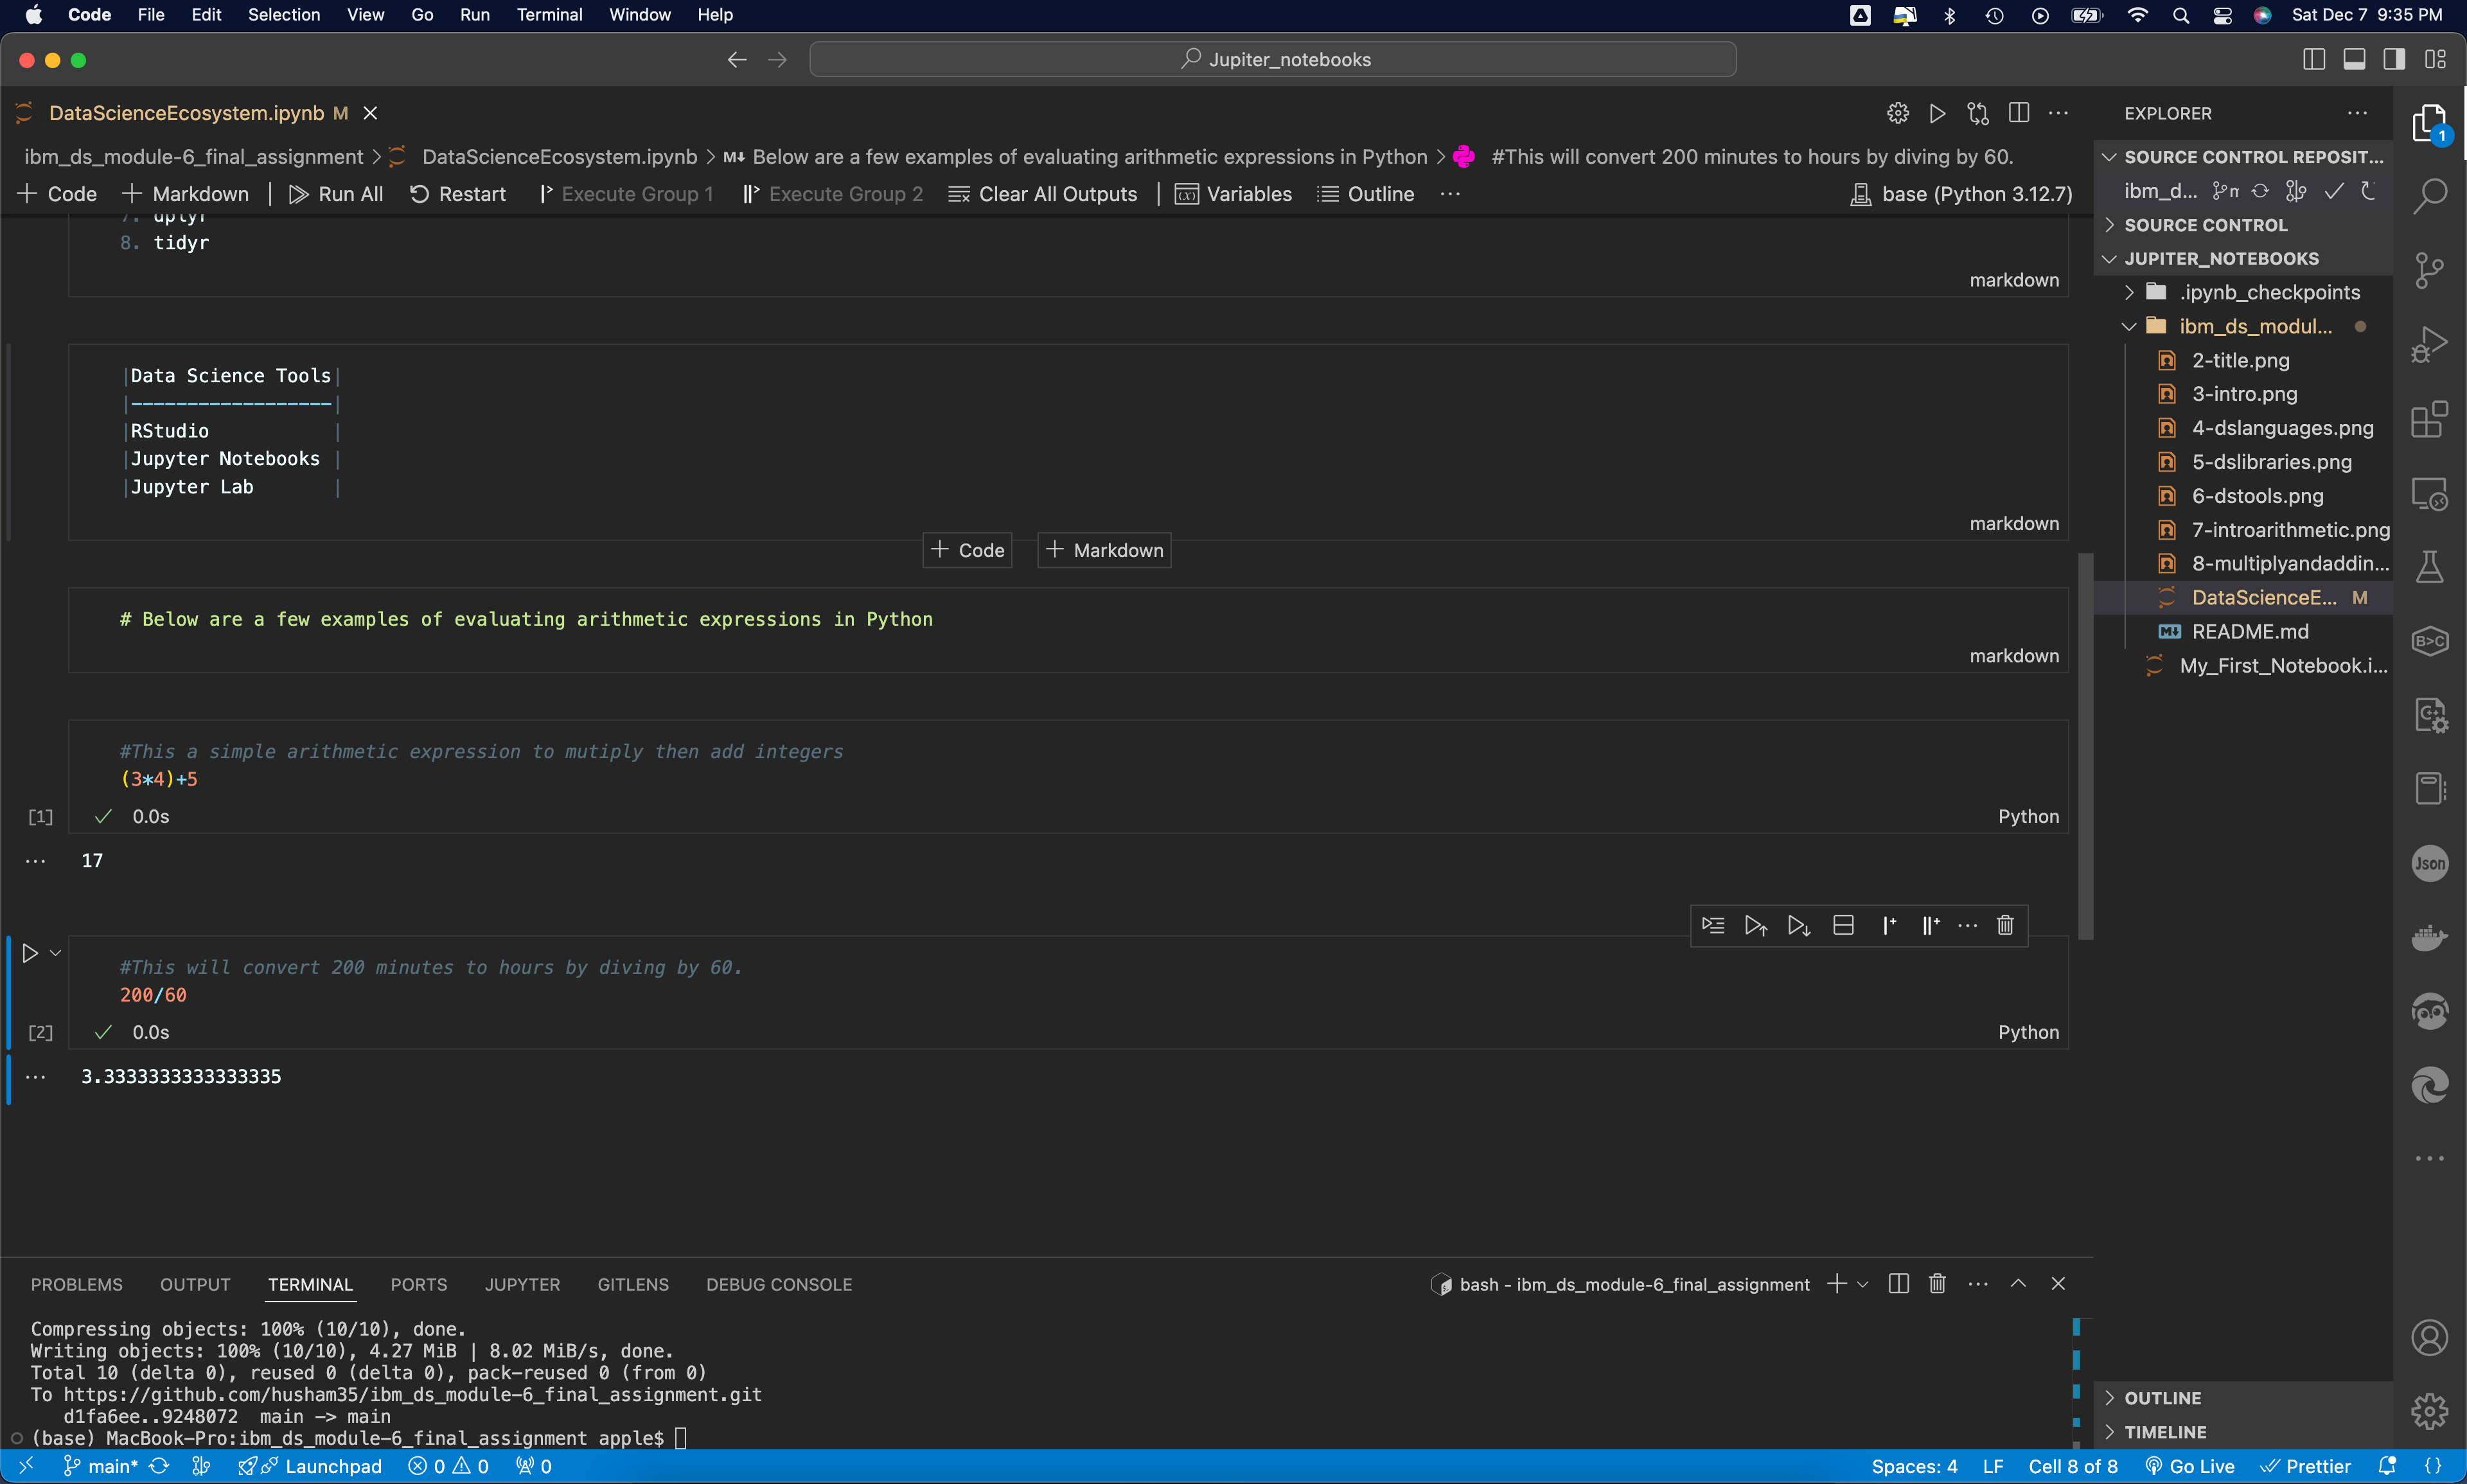 Code File Edit Selection View Go Run Terminal Window Help Sat Dec 7 9:35 PM
Jupiter_notebooks
DataScienceEcosystem.ipynb M
ibm_ds_module-6_final_assignment > DataScienceEcosystem.ipynb > M↓ Below are a few examples of evaluating arithmetic expressions in Python > #This will convert 200 minutes to hours by diving by 60.
+ Code + Markdown | Run All Restart Execute Group 1 Execute Group 2 Clear All Outputs | Variables Outline ... base (Python 3.12.7)
7. dplyr
8. tidyr
markdown
|Data Science Tools|
|------------------|
|RStudio |
|Jupyter Notebooks |
|Jupyter Lab |
markdown
+ Code + Markdown
# Below are a few examples of evaluating arithmetic expressions in Python
markdown
#This a simple arithmetic expression to mutiply then add integers
(3*4)+5
[1] 0.0s Python
17
#This will convert 200 minutes to hours by diving by 60.
200/60
[2] 0.0s Python
3.3333333333333335
PROBLEMS OUTPUT TERMINAL PORTS JUPYTER GITLENS DEBUG CONSOLE bash - ibm_ds_module-6_final_assignment
Compressing objects: 100% (10/10), done.
Writing objects: 100% (10/10), 4.27 MiB | 8.02 MiB/s, done.
Total 10 (delta 0), reused 0 (delta 0), pack-reused 0 (from 0)
To https://github.com/husham35/ibm_ds_module-6_final_assignment.git
d1fa6ee..9248072 main -> main
(base) MacBook-Pro:ibm_ds_module-6_final_assignment apple$
EXPLORER
SOURCE CONTROL REPOSIT...
ibm_d... m
SOURCE CONTROL
JUPITER_NOTEBOOKS
.ipynb_checkpoints
ibm_ds_modul...
2-title.png
3-intro.png
4-dslanguages.png
5-dslibraries.png
6-dstools.png
7-introarithmetic.png
8-multiplyandaddin...
DataScienceE... M
README.md
My_First_Notebook.i...
OUTLINE
TIMELINE
1
B>C
C++
Json
main* Launchpad 0 0 0 Spaces: 4 LF Cell 8 of 8 Go Live Prettier {}